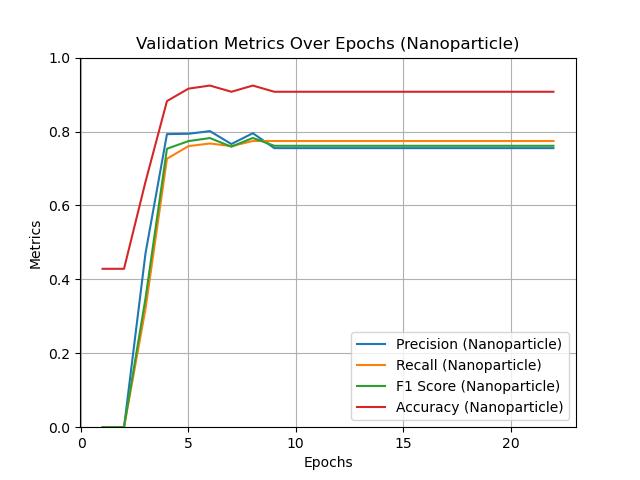 Validation Metrics Over Epochs (Nanoparticle)
1.0
0.8
0.6
0.4
0.2
0.0
Metrics
0 5 10 15 20
Epochs
Precision (Nanoparticle)
Recall (Nanoparticle)
F1 Score (Nanoparticle)
Accuracy (Nanoparticle)